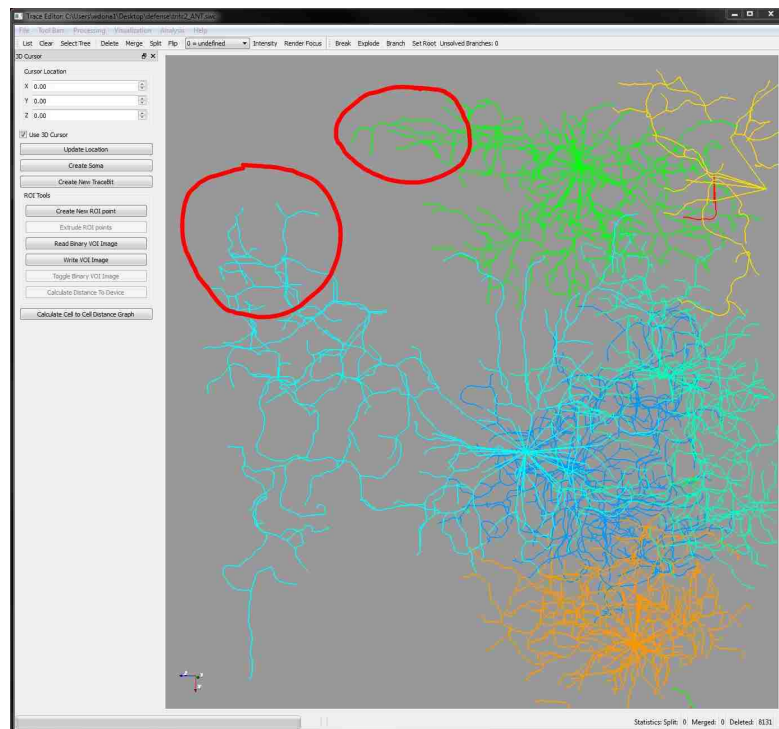 Trace Editor: C:\Users\wdona1\Desktop\defense\zritc2_ANT.swc
File Tool Bars Processing Visualization Analysis Help
List Clear Select Tree Delete Merge Split Flip 0 = undefined Intensity Render Focus Break Explode Branch Set Root Unsolved Branches: 0
3D Cursor
Cursor Location
X 0.00
Y 0.00
Z 0.00
Use 3D Cursor
Update Location
Create Soma
Create New TraceBit
ROI Tools
Create New ROI point
Extrude ROI points
Read Binary VOI Image
Write VOI Image
Toggle Binary VOI Image
Calculate Distance To Device
Calculate Cell to Cell Distance Graph
Statistics: Split: 0 Merged: 0 Deleted: 8131